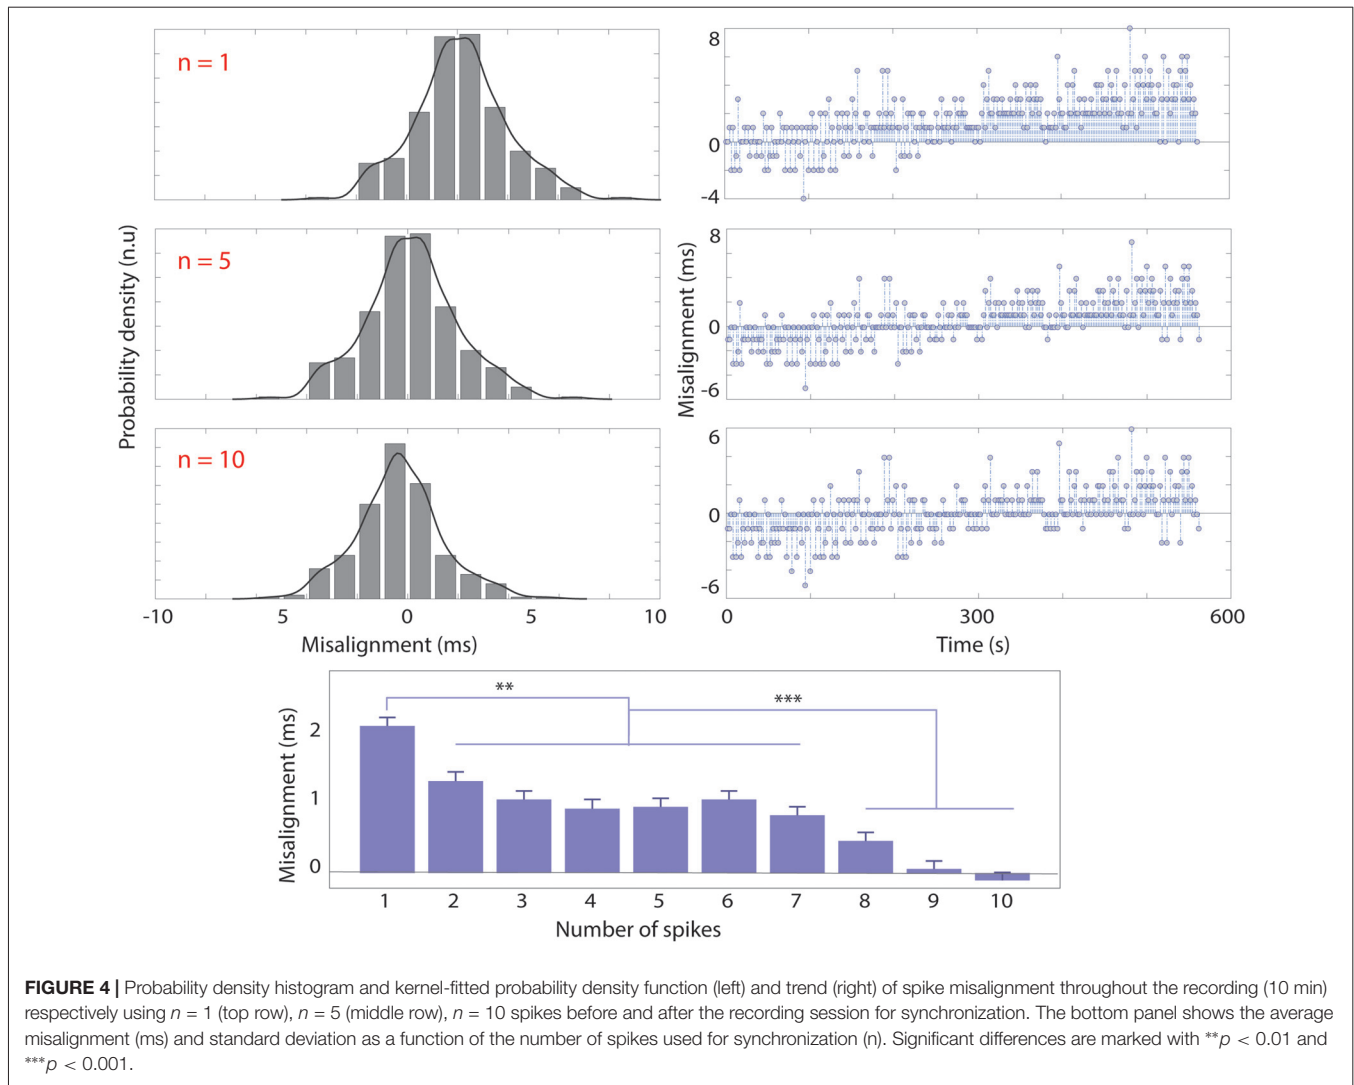 n = 1
8
0
-4
n = 5
8
0
-6
n = 10
6
0
-6
Probability density (n.u)
Misalignment (ms)
-10 5 0 5 10
Misalignment (ms)
0 300 600
Time (s)
** ***
2
1
0
Misalignment (ms)
1 2 3 4 5 6 7 8 9 10
Number of spikes
FIGURE 4 | Probability density histogram and kernel-fitted probability density function (left) and trend (right) of spike misalignment throughout the recording (10 min)
respectively using n = 1 (top row), n = 5 (middle row), n = 10 spikes before and after the recording session for synchronization. The bottom panel shows the average
misalignment (ms) and standard deviation as a function of the number of spikes used for synchronization (n). Significant differences are marked with **p < 0.01 and
***p < 0.001.